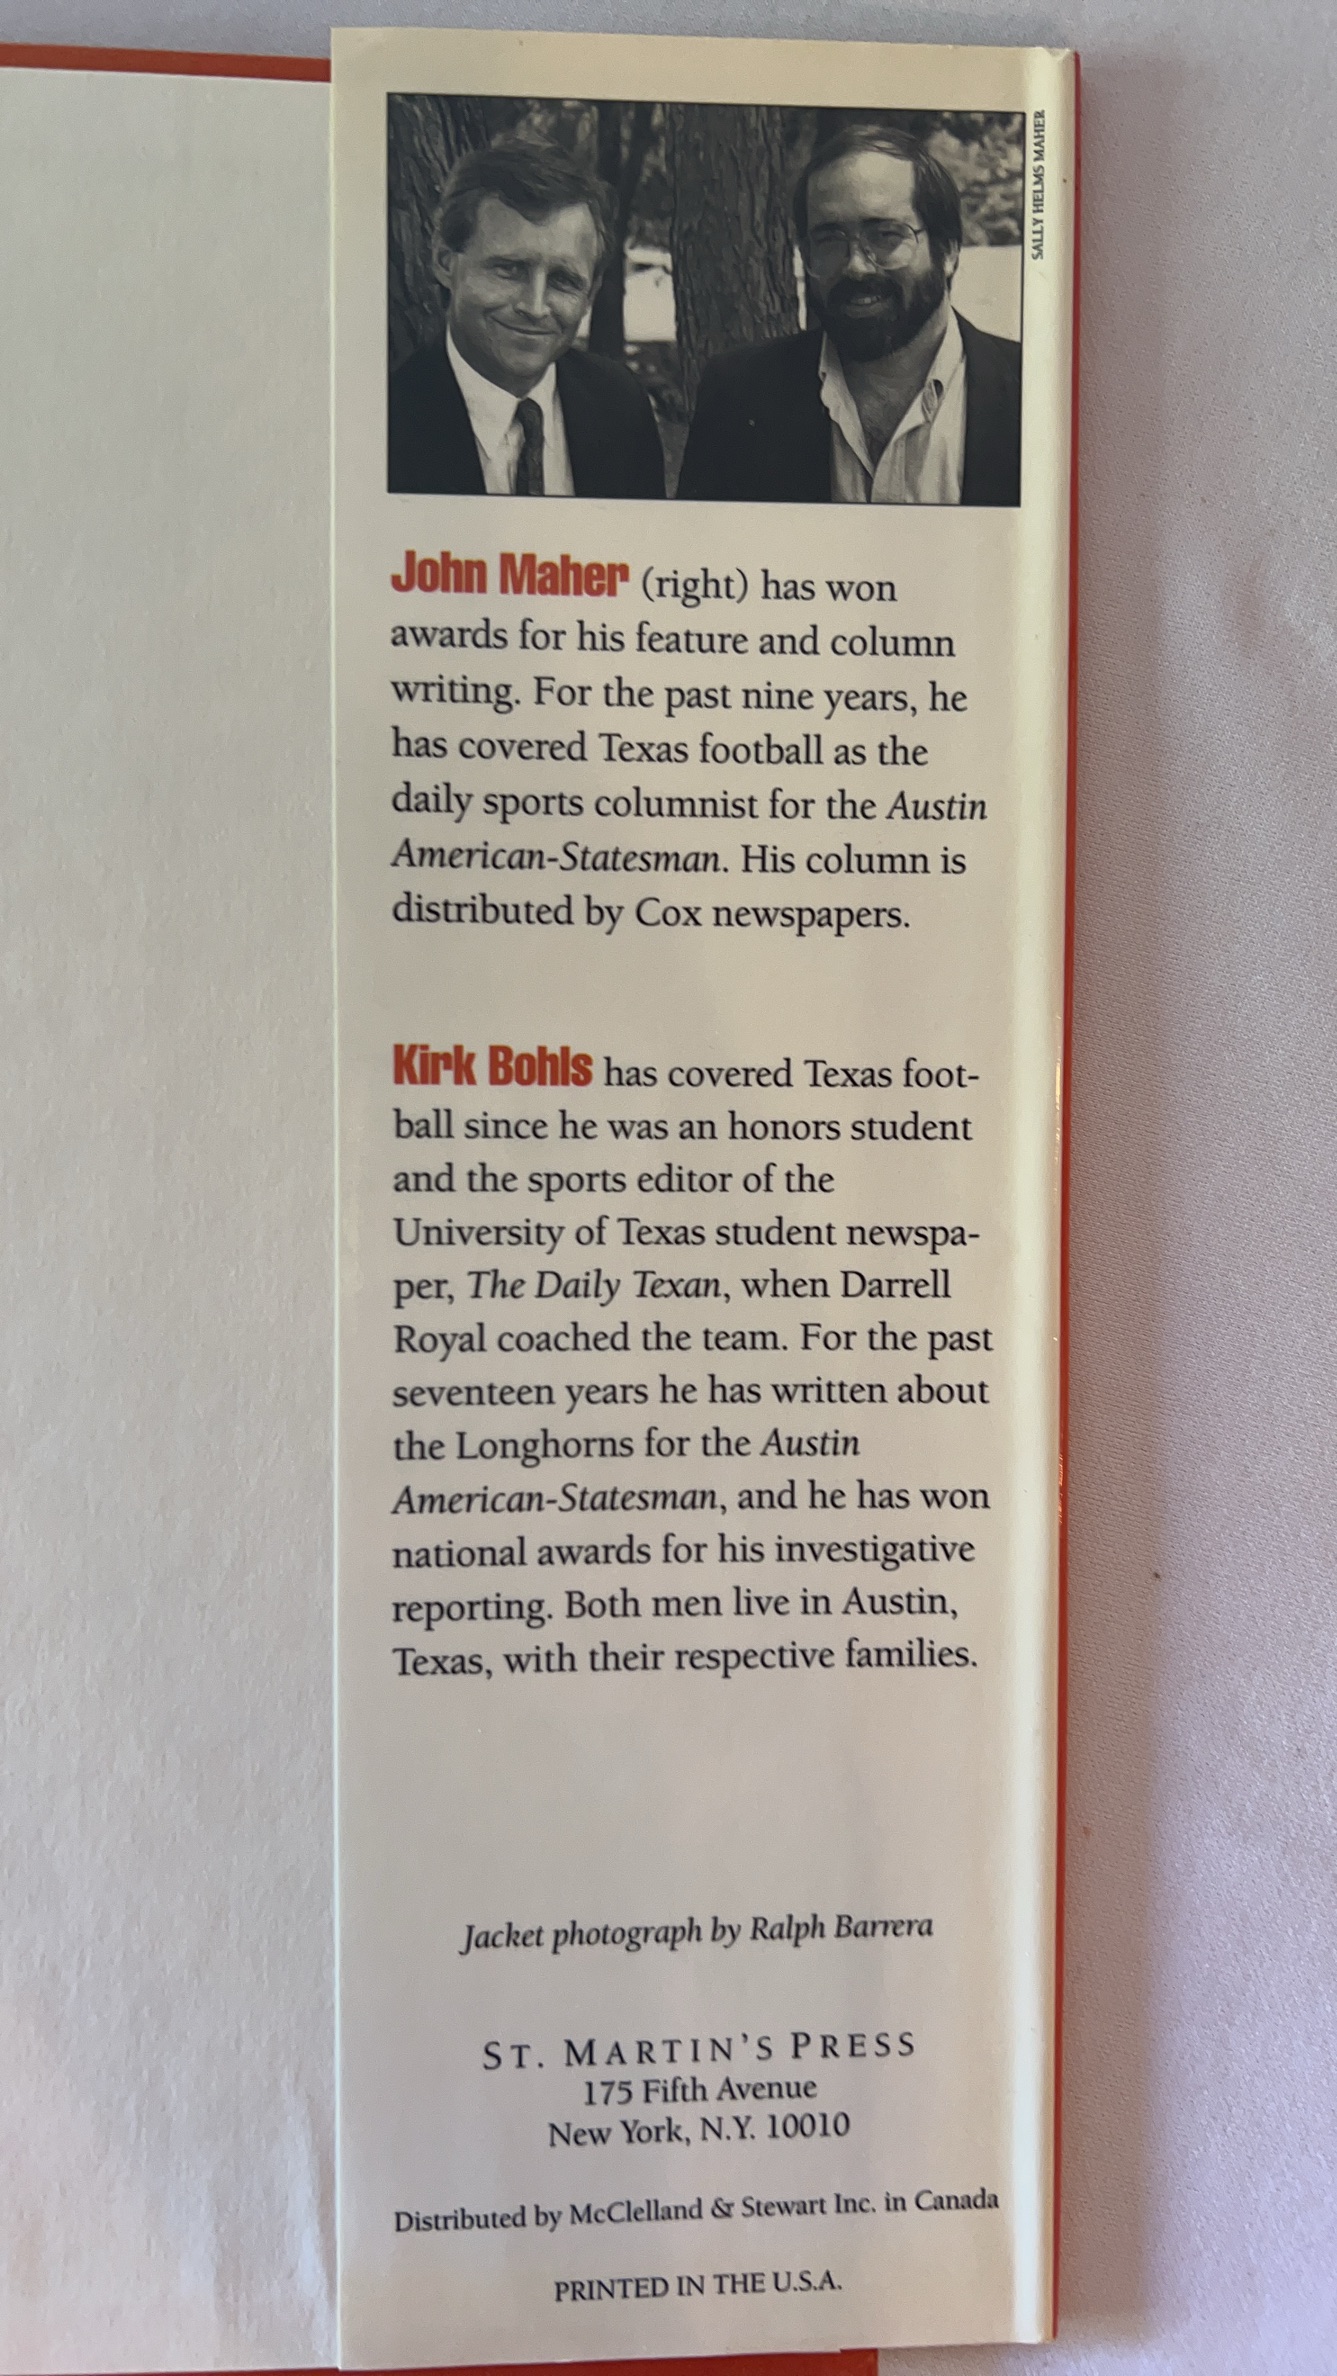 SALLY HELMS MAHER
John Maher (right) has won
awards for his feature and column
writing. For the past nine years, he
has covered Texas football as the
daily sports columnist for the Austin
American-Statesman. His column is
distributed by Cox newspapers.
Kirk Bohls has covered Texas foot-
ball since he was an honors student
and the sports editor of the
University of Texas student newspa-
per, The Daily Texan, when Darrell
Royal coached the team. For the past
seventeen years he has written about
the Longhorns for the Austin
American-Statesman, and he has won
national awards for his investigative
reporting. Both men live in Austin,
Texas, with their respective families.
Jacket photograph by Ralph Barrera
ST. MARTIN'S PRESS
175 Fifth Avenue
New York, N.Y. 10010
Distributed by McClelland & Stewart Inc. in Canada
PRINTED IN THE U.S.A.